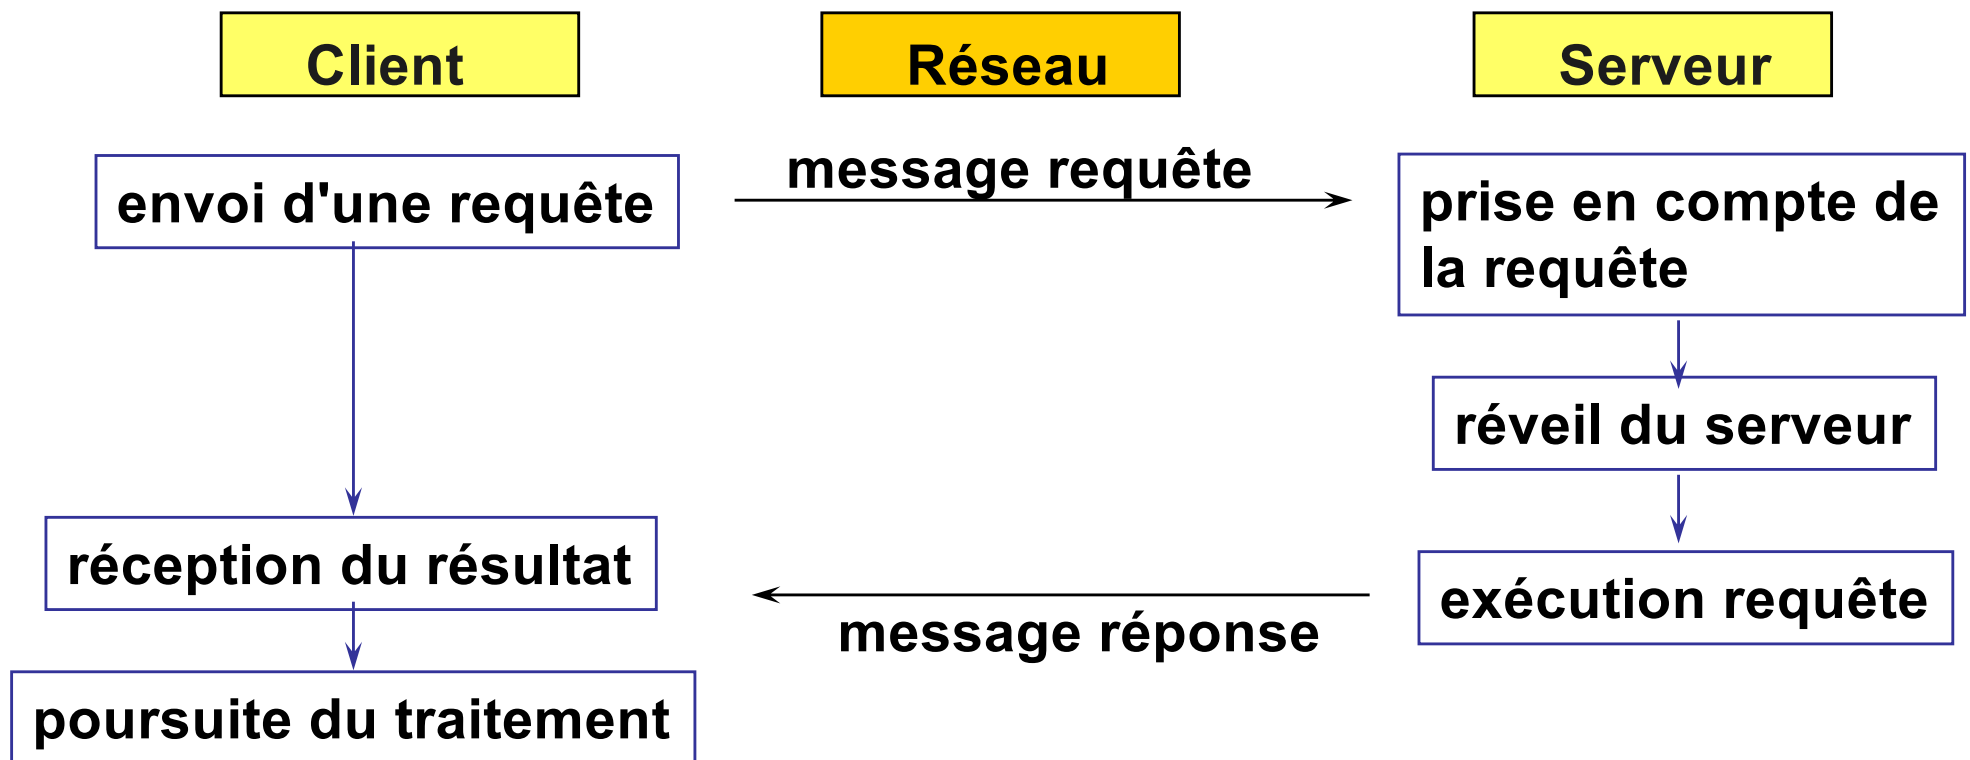 Client
Réseau
Serveur
envoi d'une requête
message requête
prise en compte de
la requête
réveil du serveur
réception du résultat
exécution requête
message réponse
poursuite du traitement